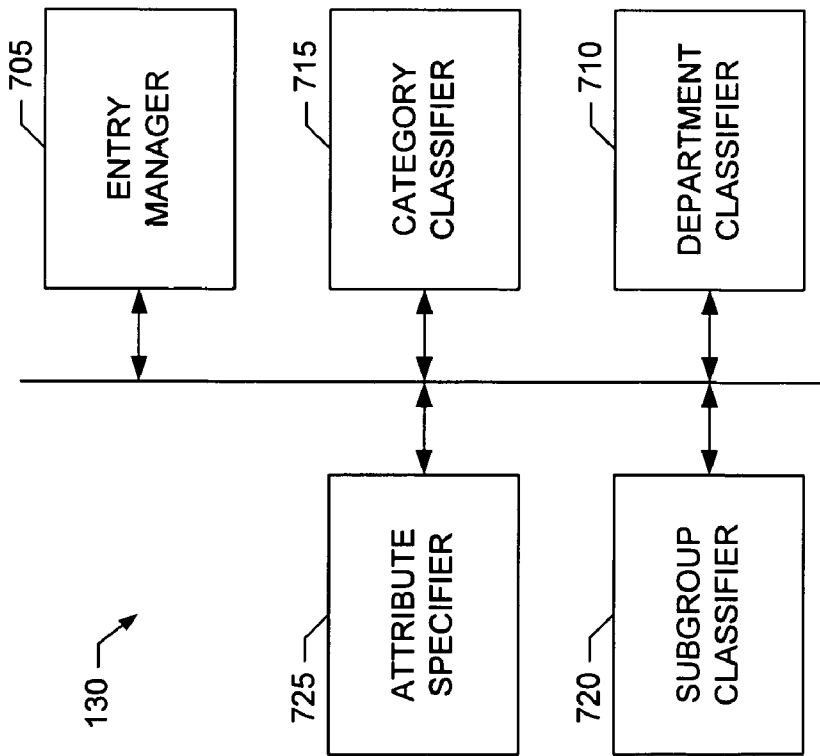 705
ENTRY
MANAGER
715
CATEGORY
CLASSIFIER
710
DEPARTMENT
CLASSIFIER
130
725
ATTRIBUTE
SPECIFIER
720
SUBGROUP
CLASSIFIER